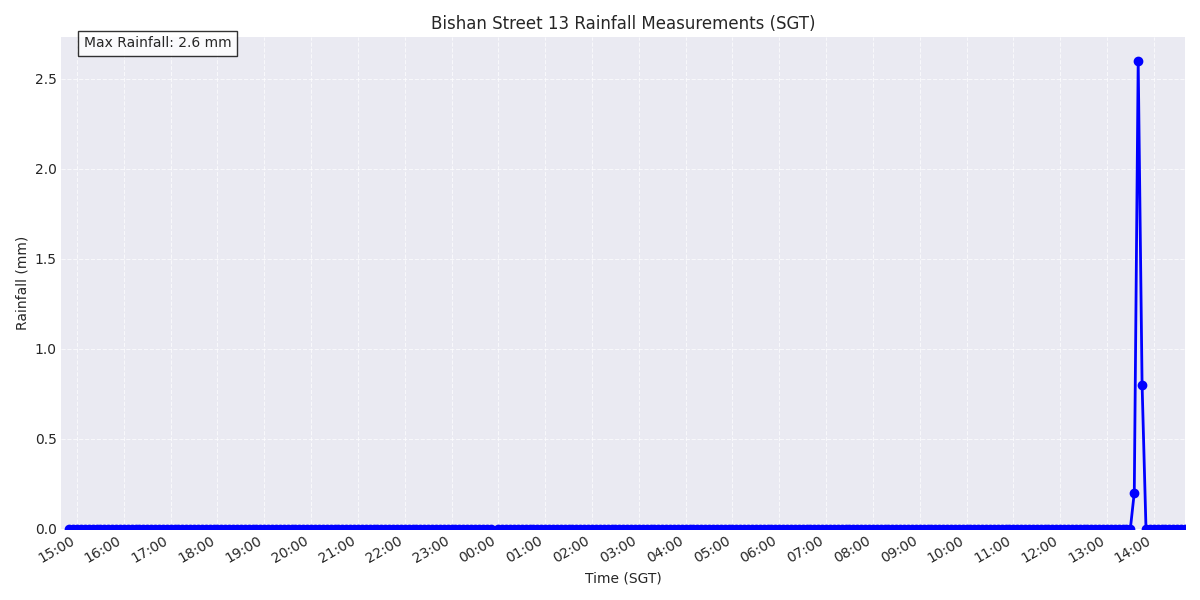 Bishan Street 13 Rainfall Measurements (SGT)
Max Rainfall: 2.6 mm
Rainfall (mm)
2.5
2.0
1.5
1.0
0.5
0.0
15:00 16:00 17:00 18:00 19:00 20:00 21:00 22:00 23:00 00:00 01:00 02:00 03:00 04:00 05:00 06:00 07:00 08:00 09:00 10:00 11:00 12:00 13:00 14:00
Time (SGT)